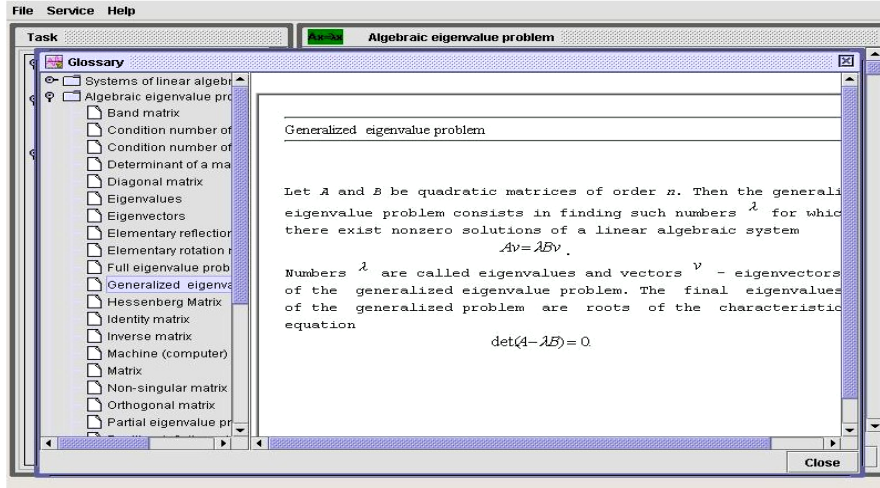 File Service Help
Task
Ax=λx Algebraic eigenvalue problem
Glossary
Systems of linear algebr
Algebraic eigenvalue pro
Band matrix
Condition number of
Condition number of
Determinant of a ma
Diagonal matrix
Eigenvalues
Eigenvectors
Elementary reflection
Elementary rotation r
Full eigenvalue prob
Generalized eigenva
Hessenberg Matrix
Identity matrix
Inverse matrix
Machine (computer)
Matrix
Non-singular matrix
Orthogonal matrix
Partial eigenvalue pr
Generalized eigenvalue problem
Let A and B be quadratic matrices of order n. Then the generali
eigenvalue problem consists in finding such numbers λ for whic
there exist nonzero solutions of a linear algebraic system
Av=λBv .
Numbers λ are called eigenvalues and vectors v – eigenvectors
of the generalized eigenvalue problem. The final eigenvalues
of the generalized problem are roots of the characteristic
equation
det(A−λB)=0.
Close